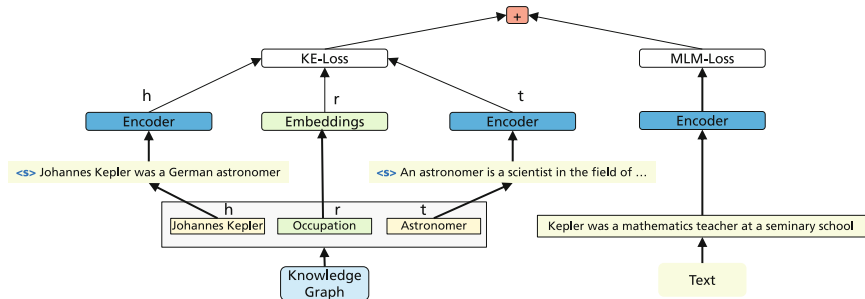 +
KE-Loss MLM-Loss
h r t
Encoder Embeddings Encoder Encoder
<s> Johannes Kepler was a German astronomer <s> An astronomer is a scientist in the field of ...
h r t
Johannes Kepler Occupation Astronomer Kepler was a mathematics teacher at a seminary school
Knowledge
Graph
Text